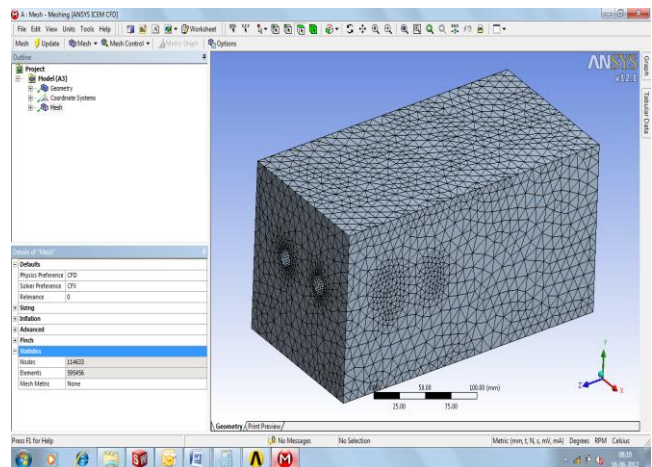 A : Mesh - Meshing [ANSYS ICEM CFD]
File Edit View Units Tools Help Worksheet
Mesh Update Mesh Mesh Control Metric Graph Options
Outline
Project
Model (A3)
Geometry
Coordinate Systems
Mesh
ANSYS
v12.1
Graph
Tabular Data
Details of "Mesh"
Defaults
Physics Preference CFD
Solver Preference CFX
Relevance 0
Sizing
Inflation
Advanced
Pinch
Statistics
Nodes 114633
Elements 595456
Mesh Metric None
50.00 100.00 (mm)
25.00 75.00
Y
Z X
Geometry Print Preview
Press F1 for Help No Messages No Selection Metric (mm, t, N, s, mV, mA) Degrees RPM Celsius